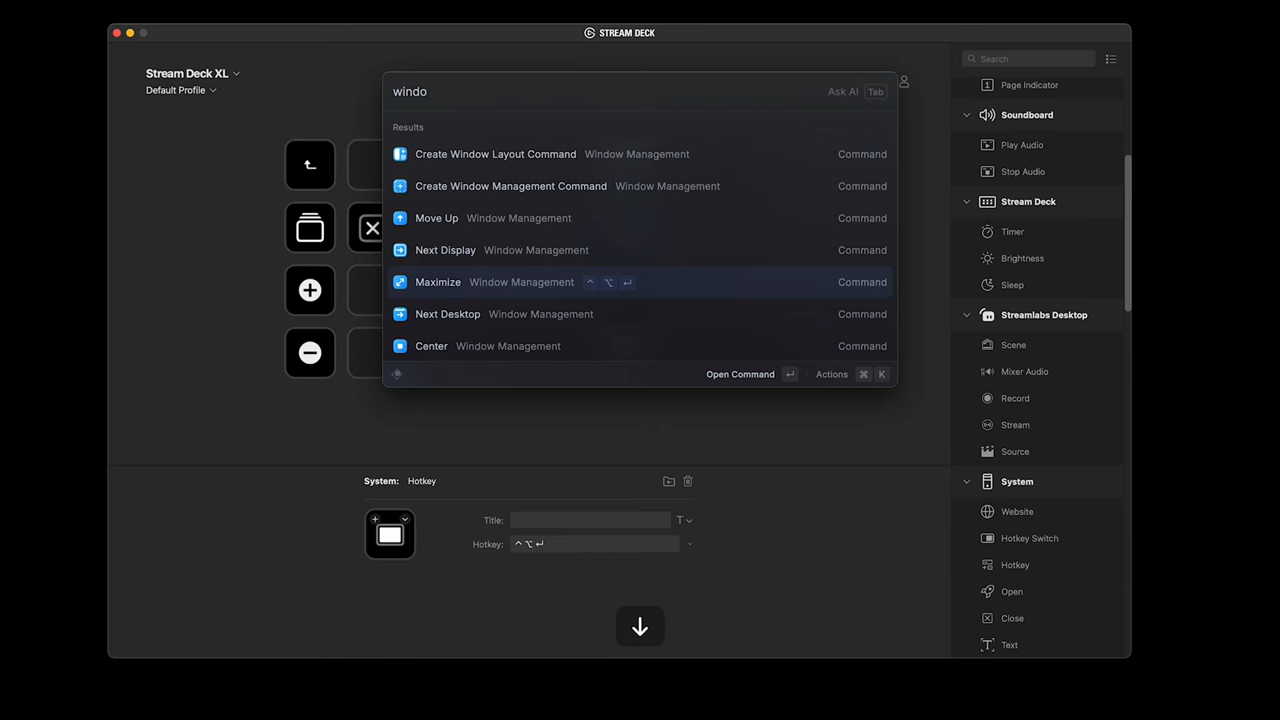 STREAM DECK
Stream Deck XL
Default Profile
windo
Ask AI Tab
Results
Create Window Layout Command Window Management Command
Create Window Management Command Window Management Command
Move Up Window Management Command
Next Display Window Management Command
Maximize Window Management ^ ⌥ ↵ Command
Next Desktop Window Management Command
Center Window Management Command
Open Command ↵ Actions ⌘ K
System: Hotkey
Title: T
Hotkey: ^ ⌥ ↵
Search
Page Indicator
Soundboard
Play Audio
Stop Audio
Stream Deck
Timer
Brightness
Sleep
Streamlabs Desktop
Scene
Mixer Audio
Record
Stream
Source
System
Website
Hotkey Switch
Hotkey
Open
Close
Text